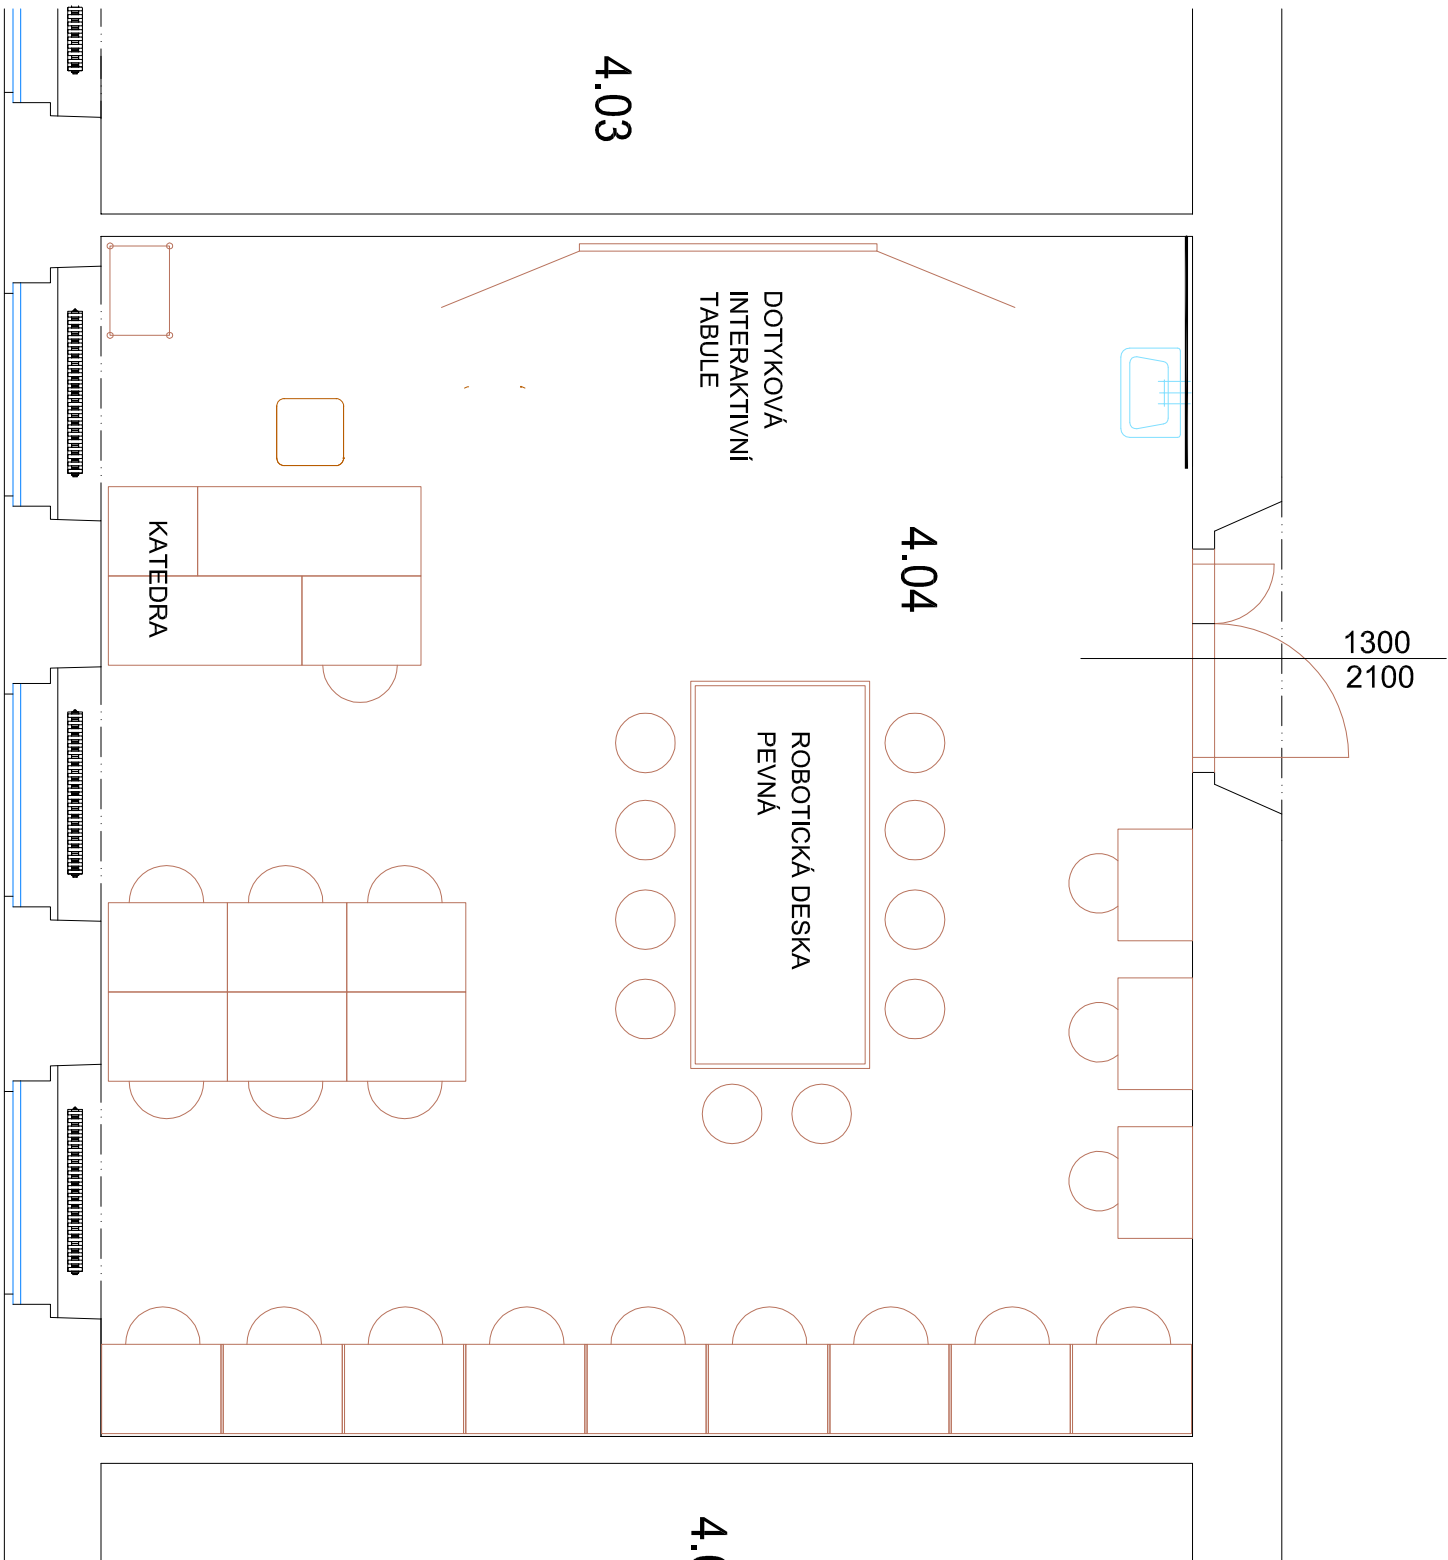 4.03
DOTYKOVÁ
INTERAKTIVNÍ
TABULE
KATEDRA
4.04
1300
2100
ROBOTICKÁ DESKA
PEVNÁ